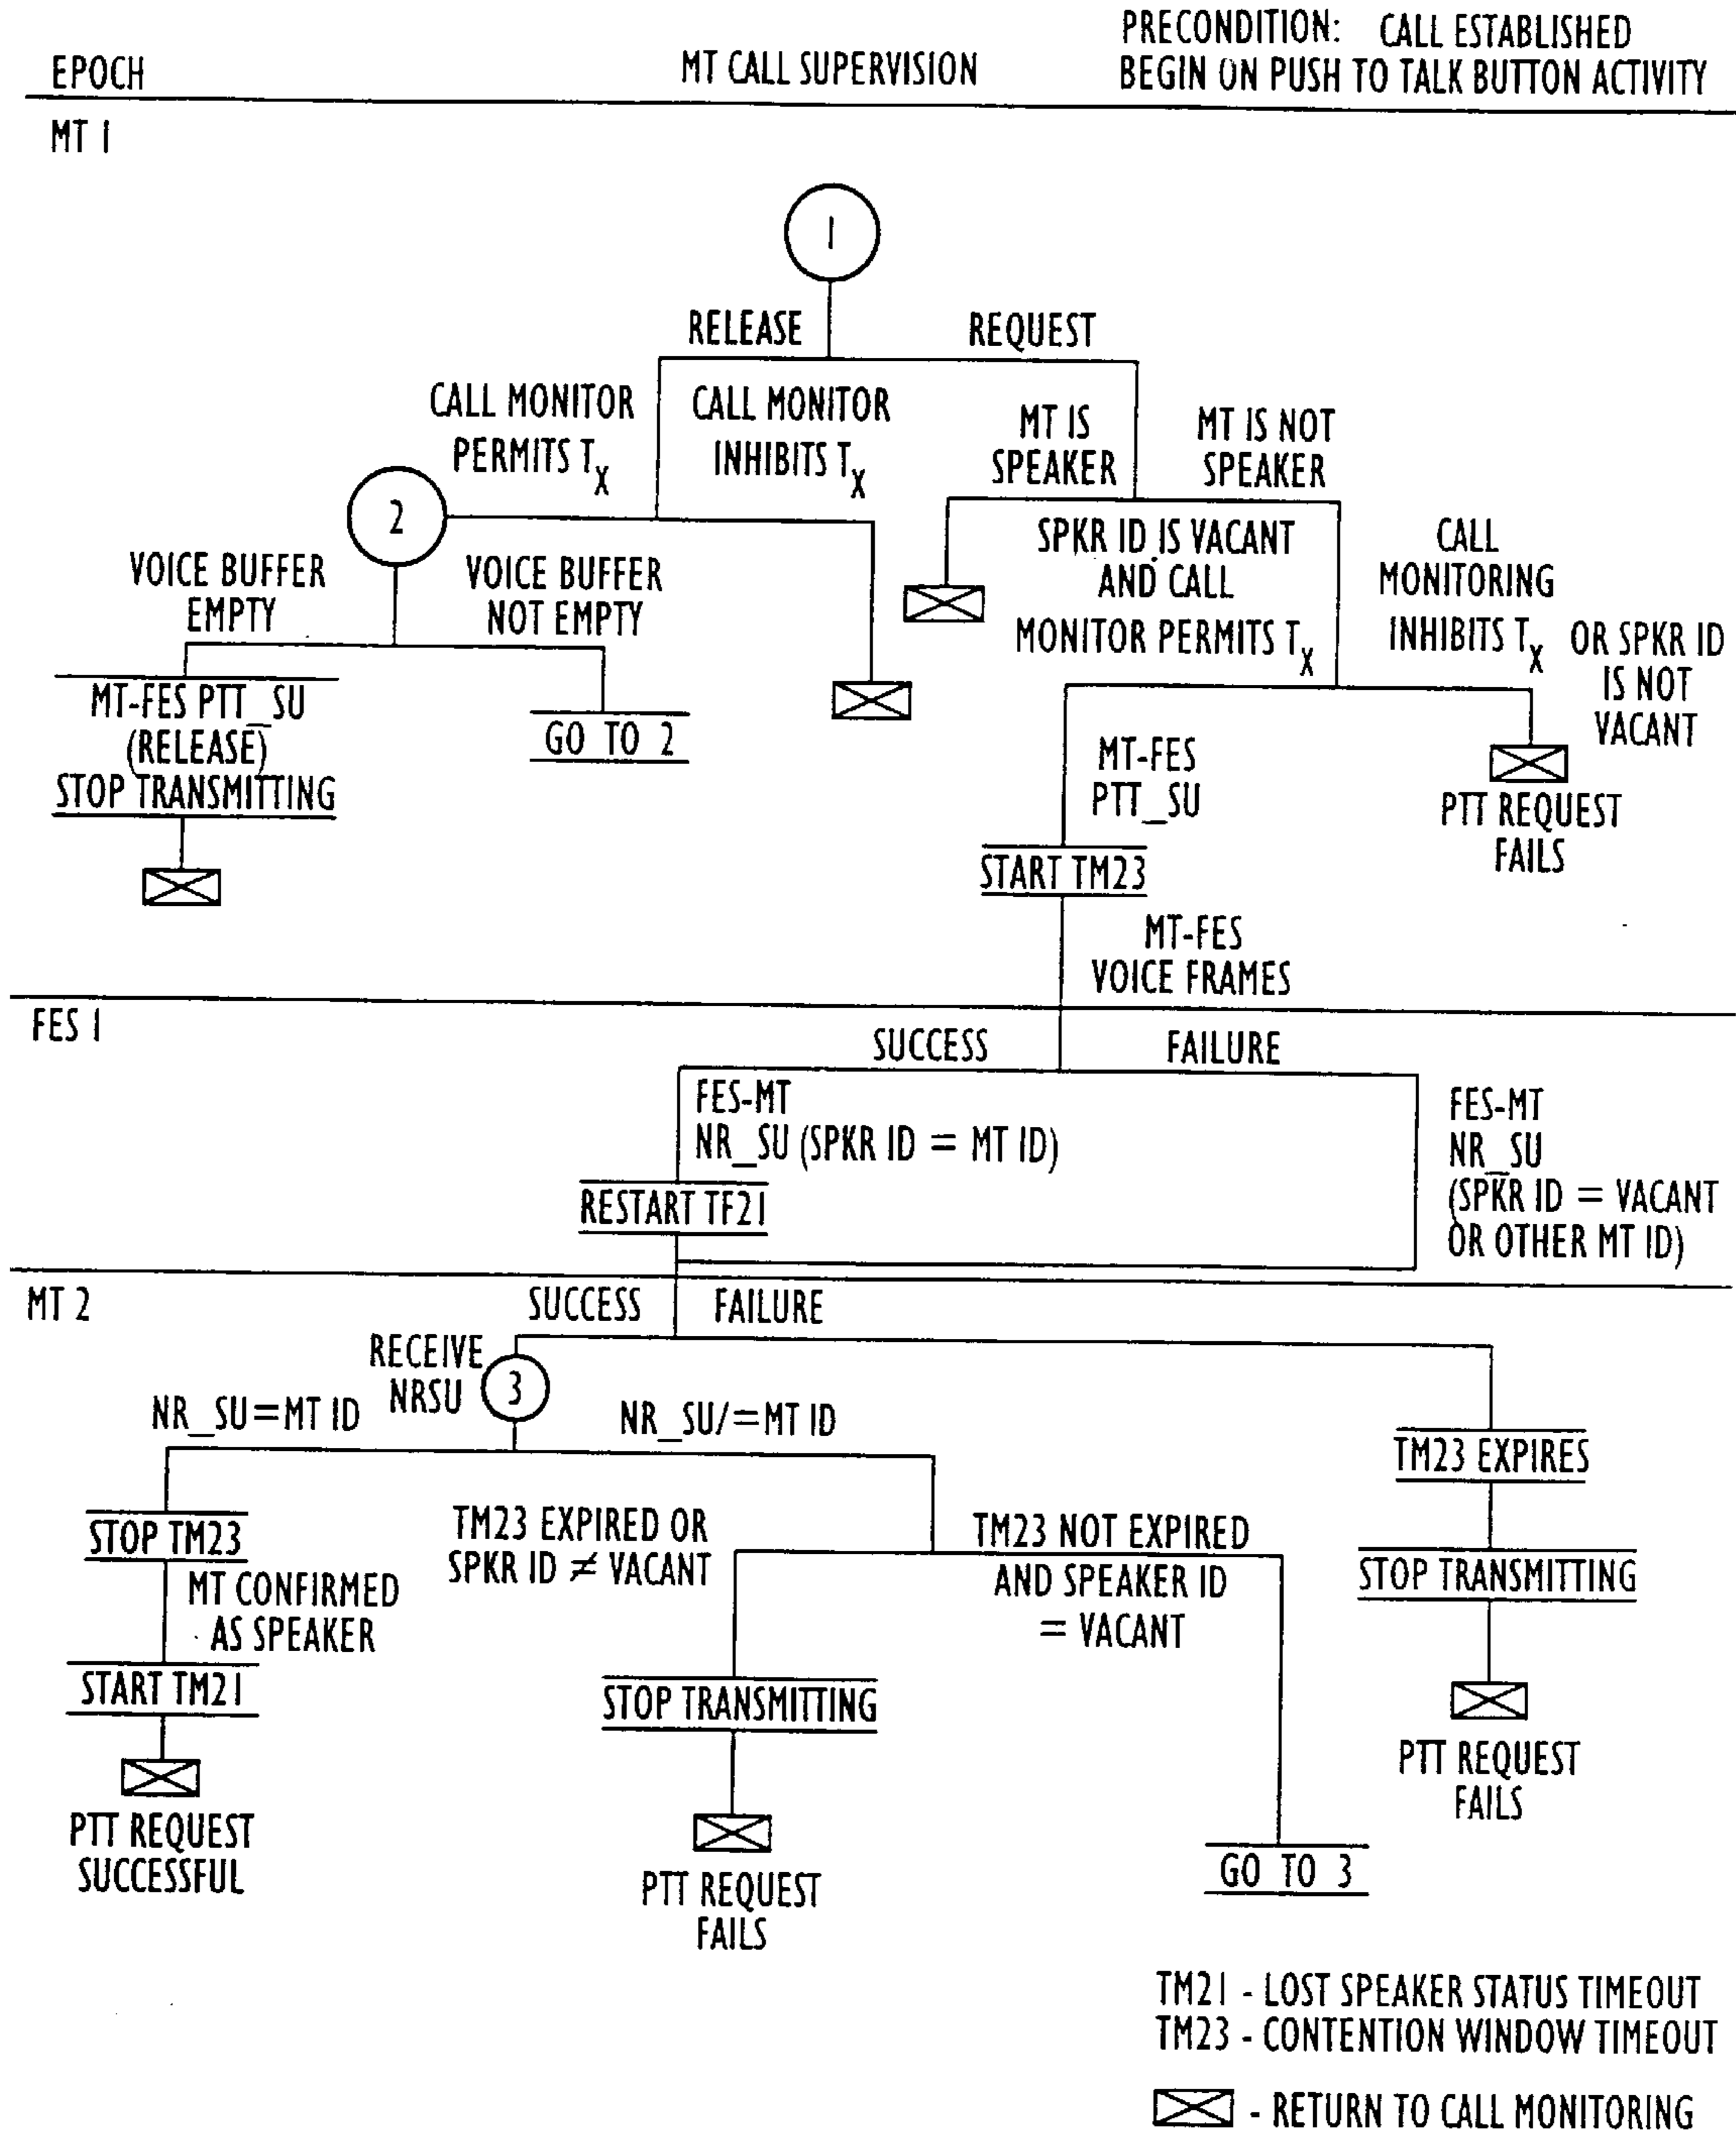 PRECONDITION: CALL ESTABLISHED
EPOCH
MT CALL SUPERVISION
BEGIN ON PUSH TO TALK BUTTON ACTIVITY
MT 1
1
RELEASE
REQUEST
CALL MONITOR
PERMITS TX
CALL MONITOR
INHIBITS TX
MT IS
SPEAKER
MT IS NOT
SPEAKER
2
SPKR ID IS VACANT
AND CALL
MONITOR PERMITS TX
CALL
MONITORING
INHIBITS TX
OR SPKR ID
IS NOT
VACANT
VOICE BUFFER
EMPTY
VOICE BUFFER
NOT EMPTY
MT-FES PTT_SU
(RELEASE)
STOP TRANSMITTING
GO TO 2
MT-FES
PTT_SU
PTT REQUEST
FAILS
START TM23
MT-FES
VOICE FRAMES
FES 1
SUCCESS
FAILURE
FES-MT
NR_SU (SPKR ID = MT ID)
FES-MT
NR_SU
(SPKR ID = VACANT
OR OTHER MT ID)
RESTART TF21
MT 2
SUCCESS
FAILURE
RECEIVE
NRSU
3
NR_SU=MT ID
NR_SU/=MT ID
TM23 EXPIRES
STOP TM23
TM23 EXPIRED OR
SPKR ID ≠ VACANT
TM23 NOT EXPIRED
AND SPEAKER ID
= VACANT
STOP TRANSMITTING
MT CONFIRMED
AS SPEAKER
START TM21
STOP TRANSMITTING
PTT REQUEST
FAILS
PTT REQUEST
SUCCESSFUL
PTT REQUEST
FAILS
GO TO 3
TM21 - LOST SPEAKER STATUS TIMEOUT
TM23 - CONTENTION WINDOW TIMEOUT
- RETURN TO CALL MONITORING